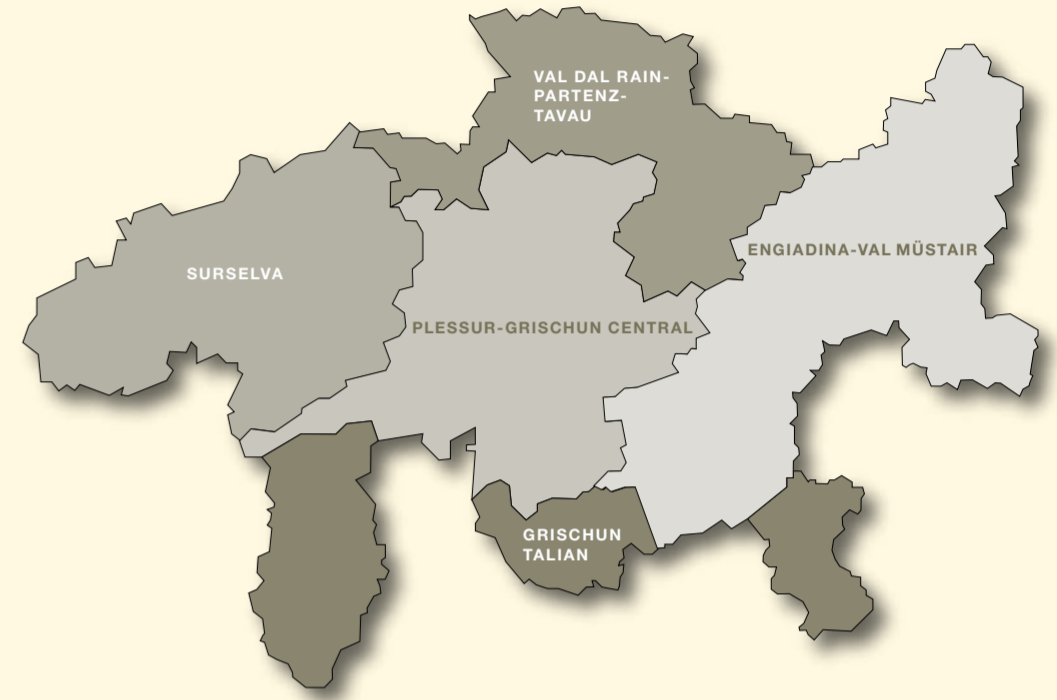 VAL DAL RAIN-
PARTENZ-
TAVAU
ENGIADINA-VAL MÜSTAIR
SURSELVA
PLESSUR-GRISCHUN CENTRAL
GRISCHUN
TALIAN